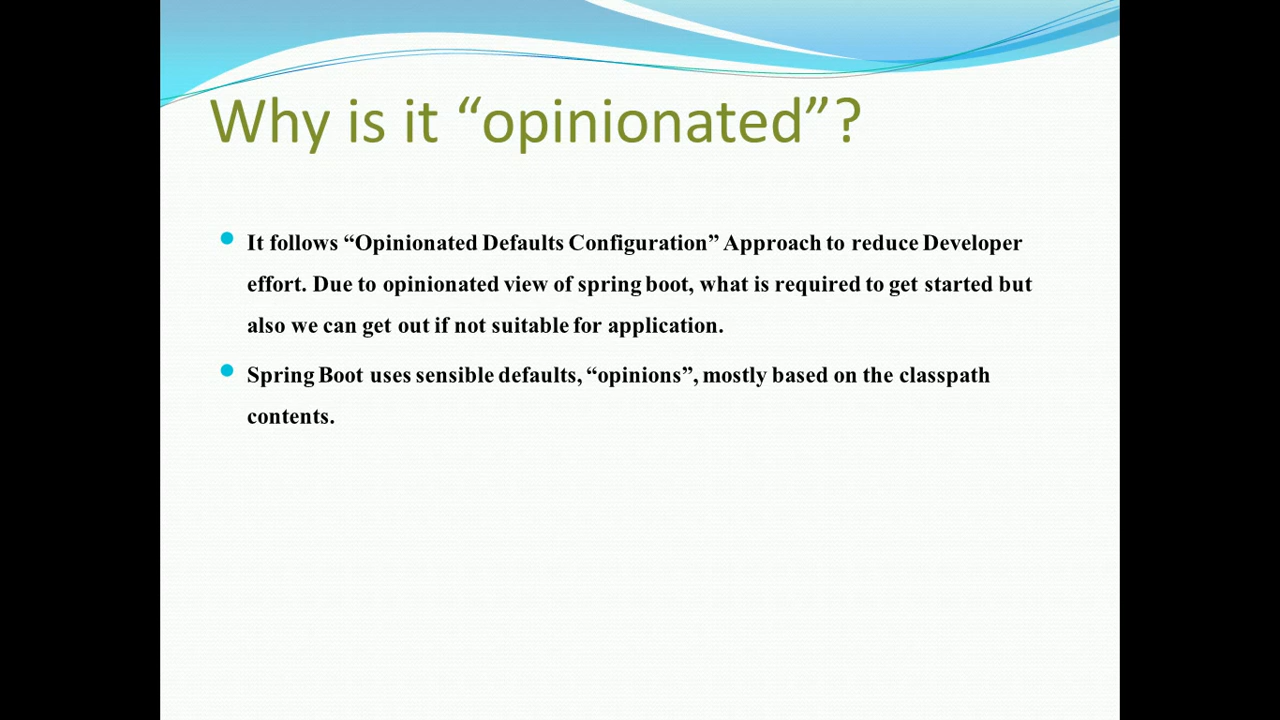 Why is it “opinionated”?
It follows “Opinionated Defaults Configuration” Approach to reduce Developer
effort. Due to opinionated view of spring boot, what is required to get started but
also we can get out if not suitable for application.
Spring Boot uses sensible defaults, “opinions”, mostly based on the classpath
contents.